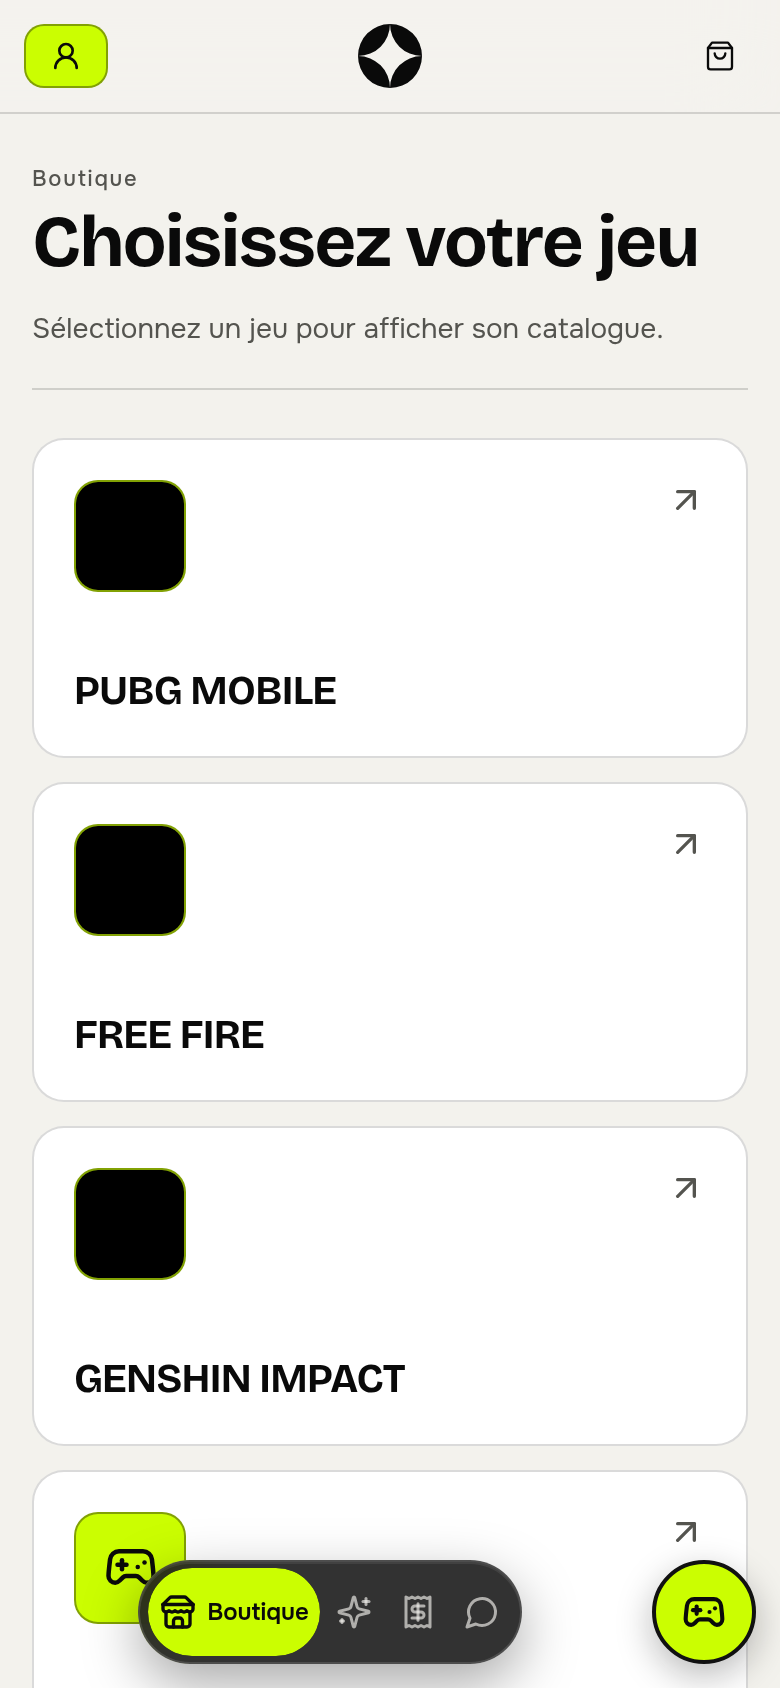 Boutique
Choisissez votre jeu
Sélectionnez un jeu pour afficher son catalogue.
PUBG MOBILE
FREE FIRE
GENSHIN IMPACT
Boutique